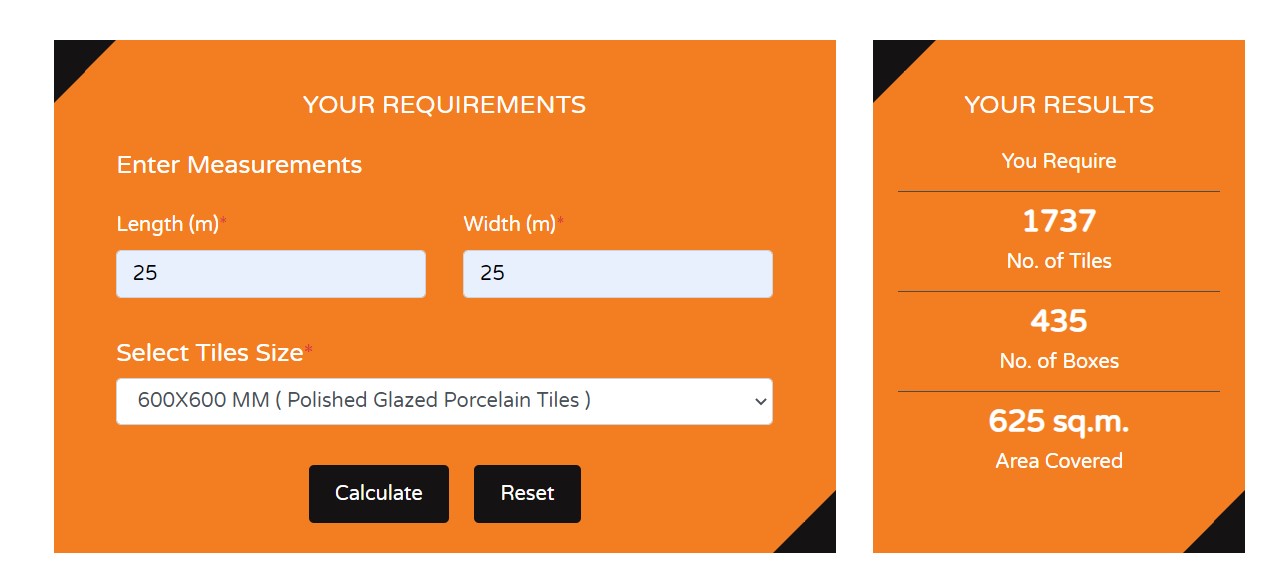 YOUR REQUIREMENTS
Enter Measurements
Length (m)*
Width (m)*
25
25
Select Tiles Size*
600X600 MM ( Polished Glazed Porcelain Tiles )
Calculate
Reset
YOUR RESULTS
You Require
1737
No. of Tiles
435
No. of Boxes
625 sq.m.
Area Covered